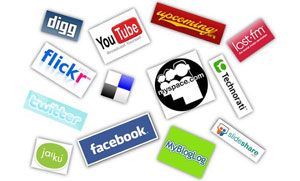 digg
YouTube
upcoming
last.fm
flickr
myspace.com
Technorati
twitter
facebook
slideshare
jaiku
MyBlogLog